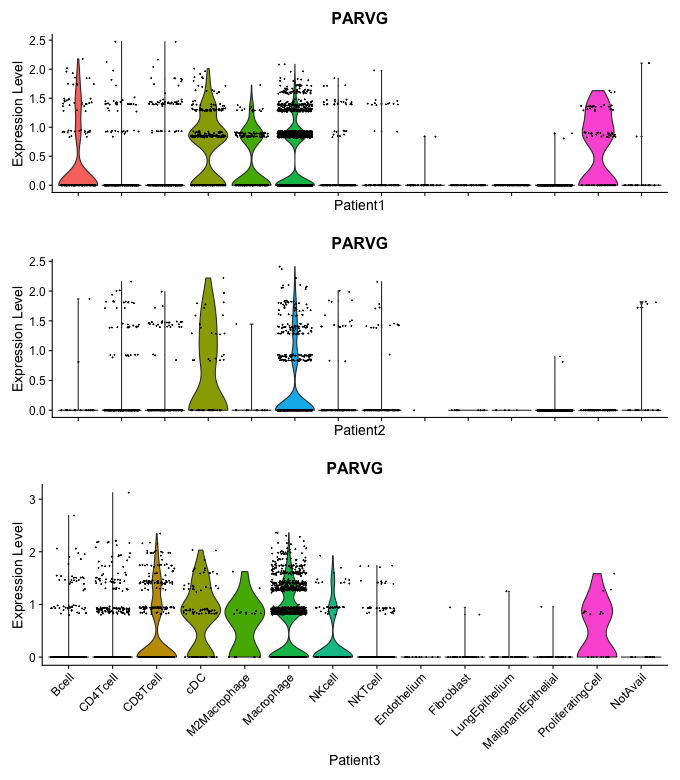 PARVG
Expression Level
2.5
2.0
1.5
1.0
0.5
0.0
Patient1
PARVG
Expression Level
2.5
2.0
1.5
1.0
0.5
0.0
Patient2
PARVG
Expression Level
3
2
1
0
Bcell
CD4Tcell
CD8Tcell
cDC
M2Macrophage
Macrophage
NKcell
NKTcell
Endothelium
Fibroblast
LungEpithelium
MalignantEpithelial
ProliferatingCell
NotAvail
Patient3